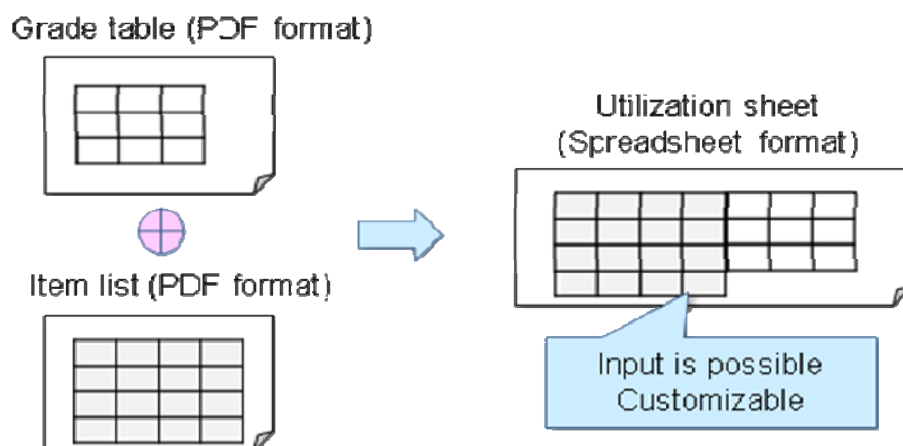 Grade table (PDF format)
Utilization sheet
(Spreadsheet format)
Item list (PDF format)
Input is possible
Customizable